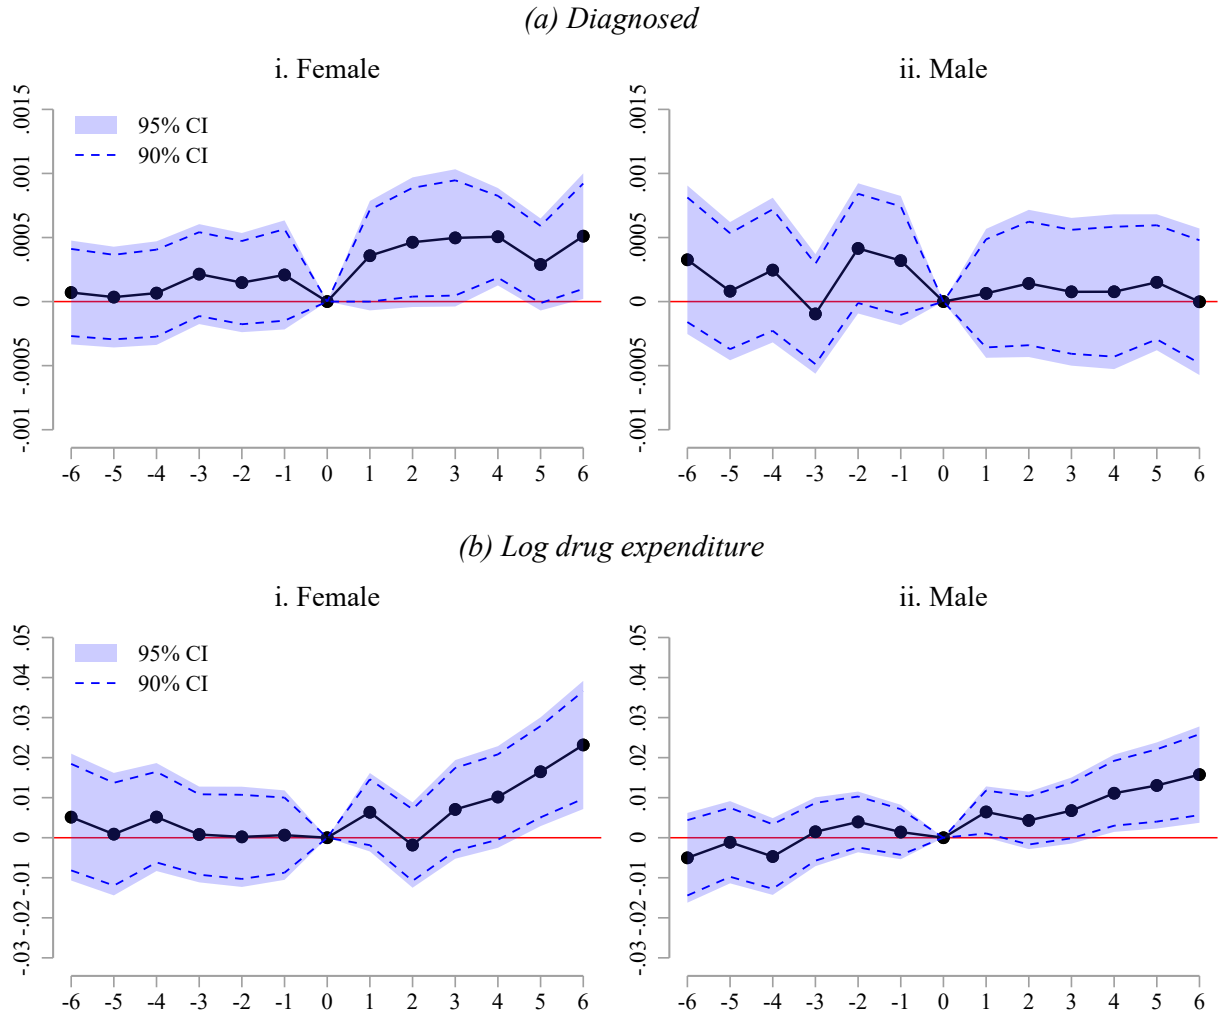 (a) Diagnosed
i. Female
ii. Male
.0015
.001
.0005
0
-.0005
-.001
95% CI
90% CI
-6 -5 -4 -3 -2 -1 0 1 2 3 4 5 6
.0015
.001
.0005
0
-.0005
-.001
-6 -5 -4 -3 -2 -1 0 1 2 3 4 5 6
(b) Log drug expenditure
i. Female
ii. Male
.05
.04
.03
.02
.01
0
-.01
-.02
-.03
95% CI
90% CI
-6 -5 -4 -3 -2 -1 0 1 2 3 4 5 6
.05
.04
.03
.02
.01
0
-.01
-.02
-.03
-6 -5 -4 -3 -2 -1 0 1 2 3 4 5 6